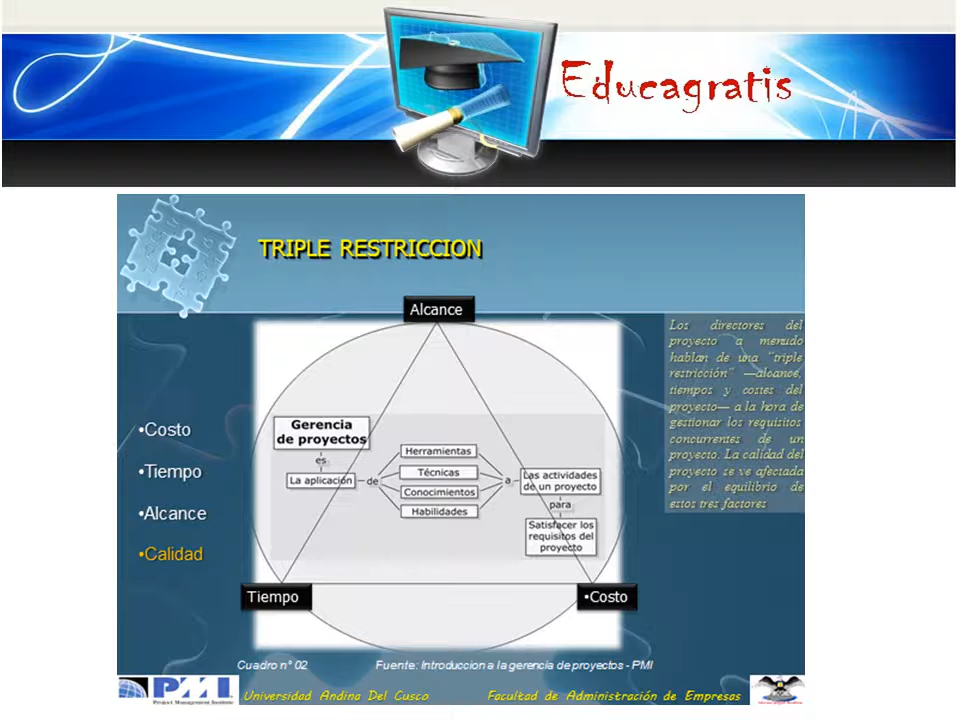 Educagratis
TRIPLE RESTRICCION
Alcance
Los directores del
proyecto a menudo
hablan de una "triple
restricción" —alcance,
tiempos y costes del
proyecto— a la hora de
gestionar los requisitos
concurrentes de un
proyecto. La calidad del
proyecto se ve afectada
por el equilibrio de
estos tres factores
•Costo
•Tiempo
•Alcance
•Calidad
Gerencia
de proyectos
es
La aplicación
de
Herramientas
Técnicas
Conocimientos
Habilidades
a
Las actividades
de un proyecto
para
Satisfacer los
requisitos del
proyecto
Tiempo
•Costo
Cuadro n° 02
Fuente: Introduccion a la gerencia de proyectos - PMI
PMI
Project Management Institute
Universidad Andina Del Cusco
Facultad de Administración de Empresas